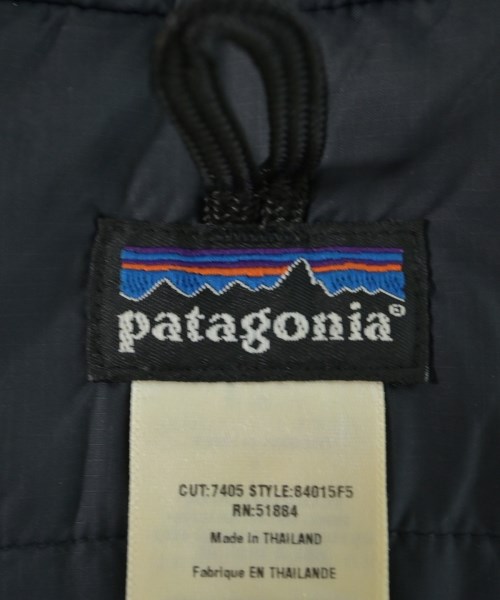 patagonia®
CUT:7405 STYLE:84015F5
RN:51884
Made in THAILAND
Fabriqué EN THAILANDE